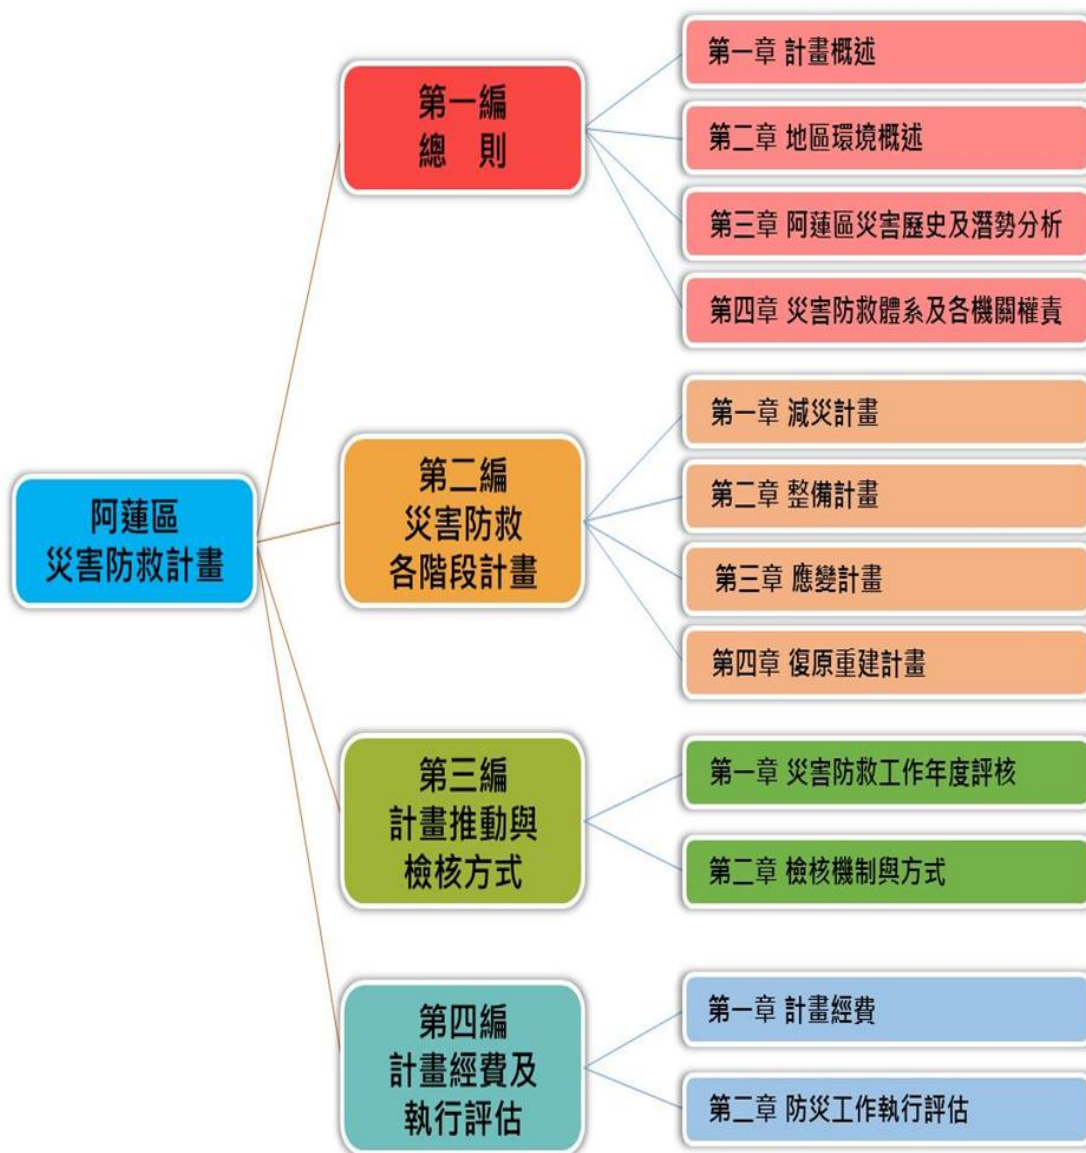 阿蓮區
災害防救計畫
第一編
總　則
第一章 計畫概述
第二章 地區環境概述
第三章 阿蓮區災害歷史及潛勢分析
第四章 災害防救體系及各機關權責
第二編
災害防救
各階段計畫
第一章 減災計畫
第二章 整備計畫
第三章 應變計畫
第四章 復原重建計畫
第三編
計畫推動與
檢核方式
第一章 災害防救工作年度評核
第二章 檢核機制與方式
第四編
計畫經費及
執行評估
第一章 計畫經費
第二章 防災工作執行評估